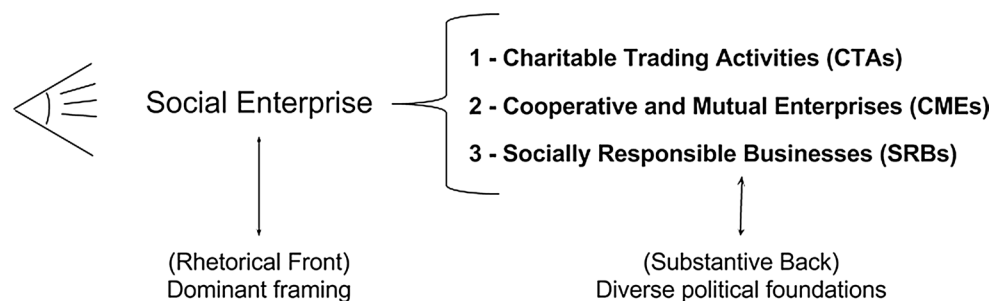 Social Enterprise
1 - Charitable Trading Activities (CTAs)
2 - Cooperative and Mutual Enterprises (CMEs)
3 - Socially Responsible Businesses (SRBs)
(Rhetorical Front)
Dominant framing
(Substantive Back)
Diverse political foundations